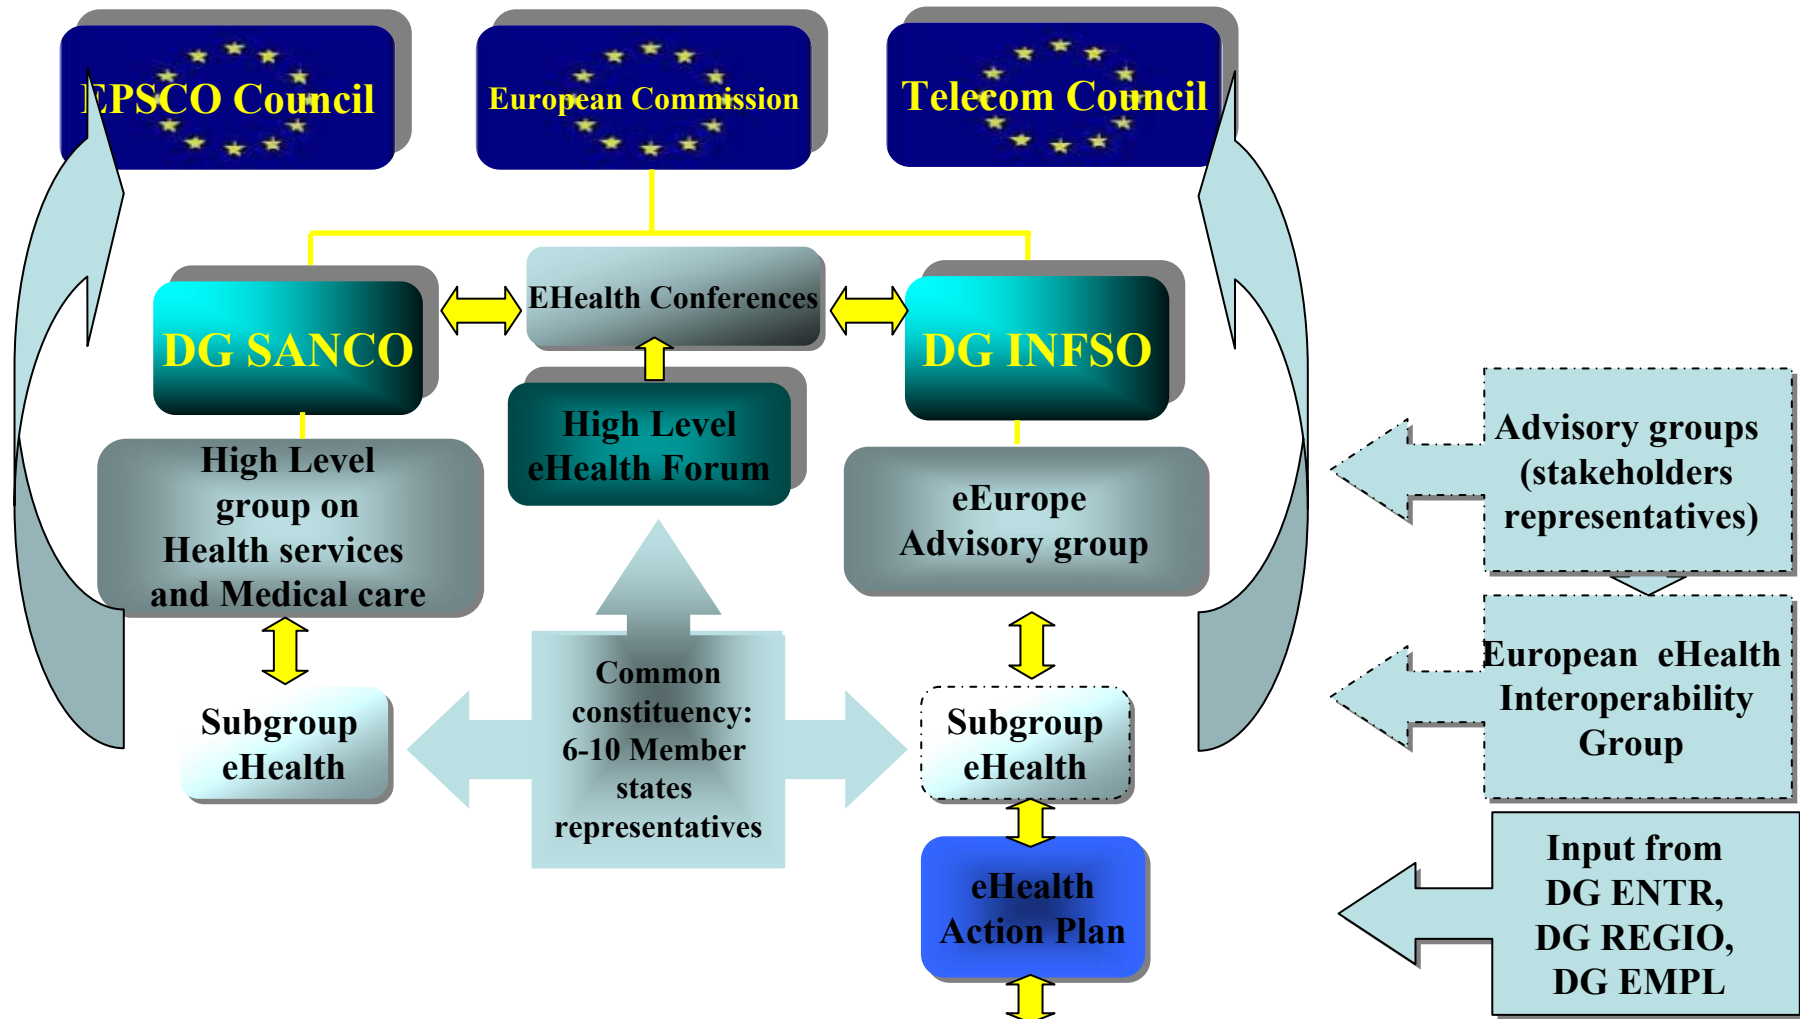 EPSCO Council
European Commission
Telecom Council
EHealth Conferences
DG SANCO
DG INFSO
High Level
eHealth Forum
High Level
group on
Health services
and Medical care
eEurope
Advisory group
Advisory groups
(stakeholders
representatives)
Common
constituency:
6-10 Member
states
representatives
Subgroup
eHealth
Subgroup
eHealth
European eHealth
Interoperability
Group
eHealth
Action Plan
Input from
DG ENTR,
DG REGIO,
DG EMPL